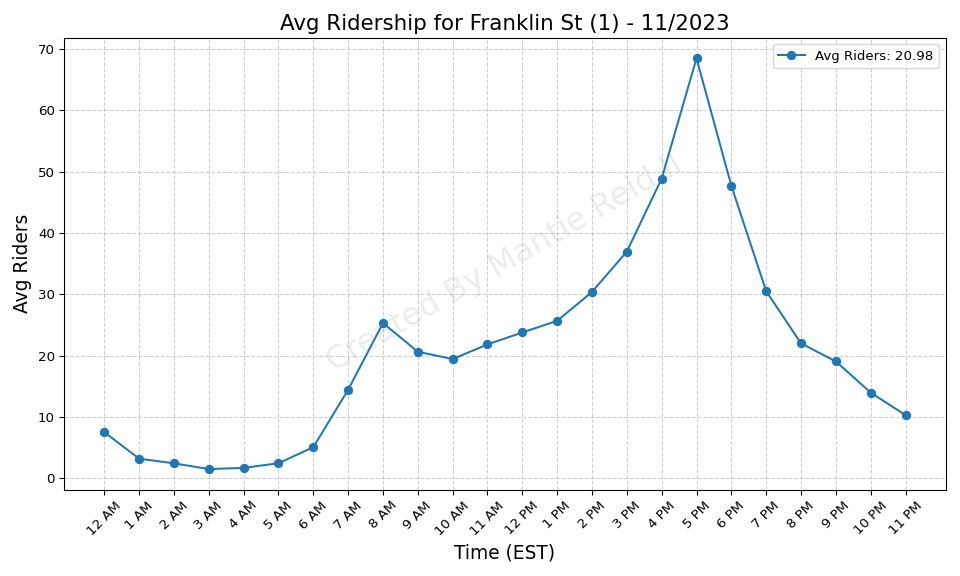 Avg Ridership for Franklin St (1) - 11/2023
Avg Riders: 20.98
70
60
50
40
30
20
10
0
Avg Riders
Created By Mantie Reid II
12 AM
1 AM
2 AM
3 AM
4 AM
5 AM
6 AM
7 AM
8 AM
9 AM
10 AM
11 AM
12 PM
1 PM
2 PM
3 PM
4 PM
5 PM
6 PM
7 PM
8 PM
9 PM
10 PM
11 PM
Time (EST)